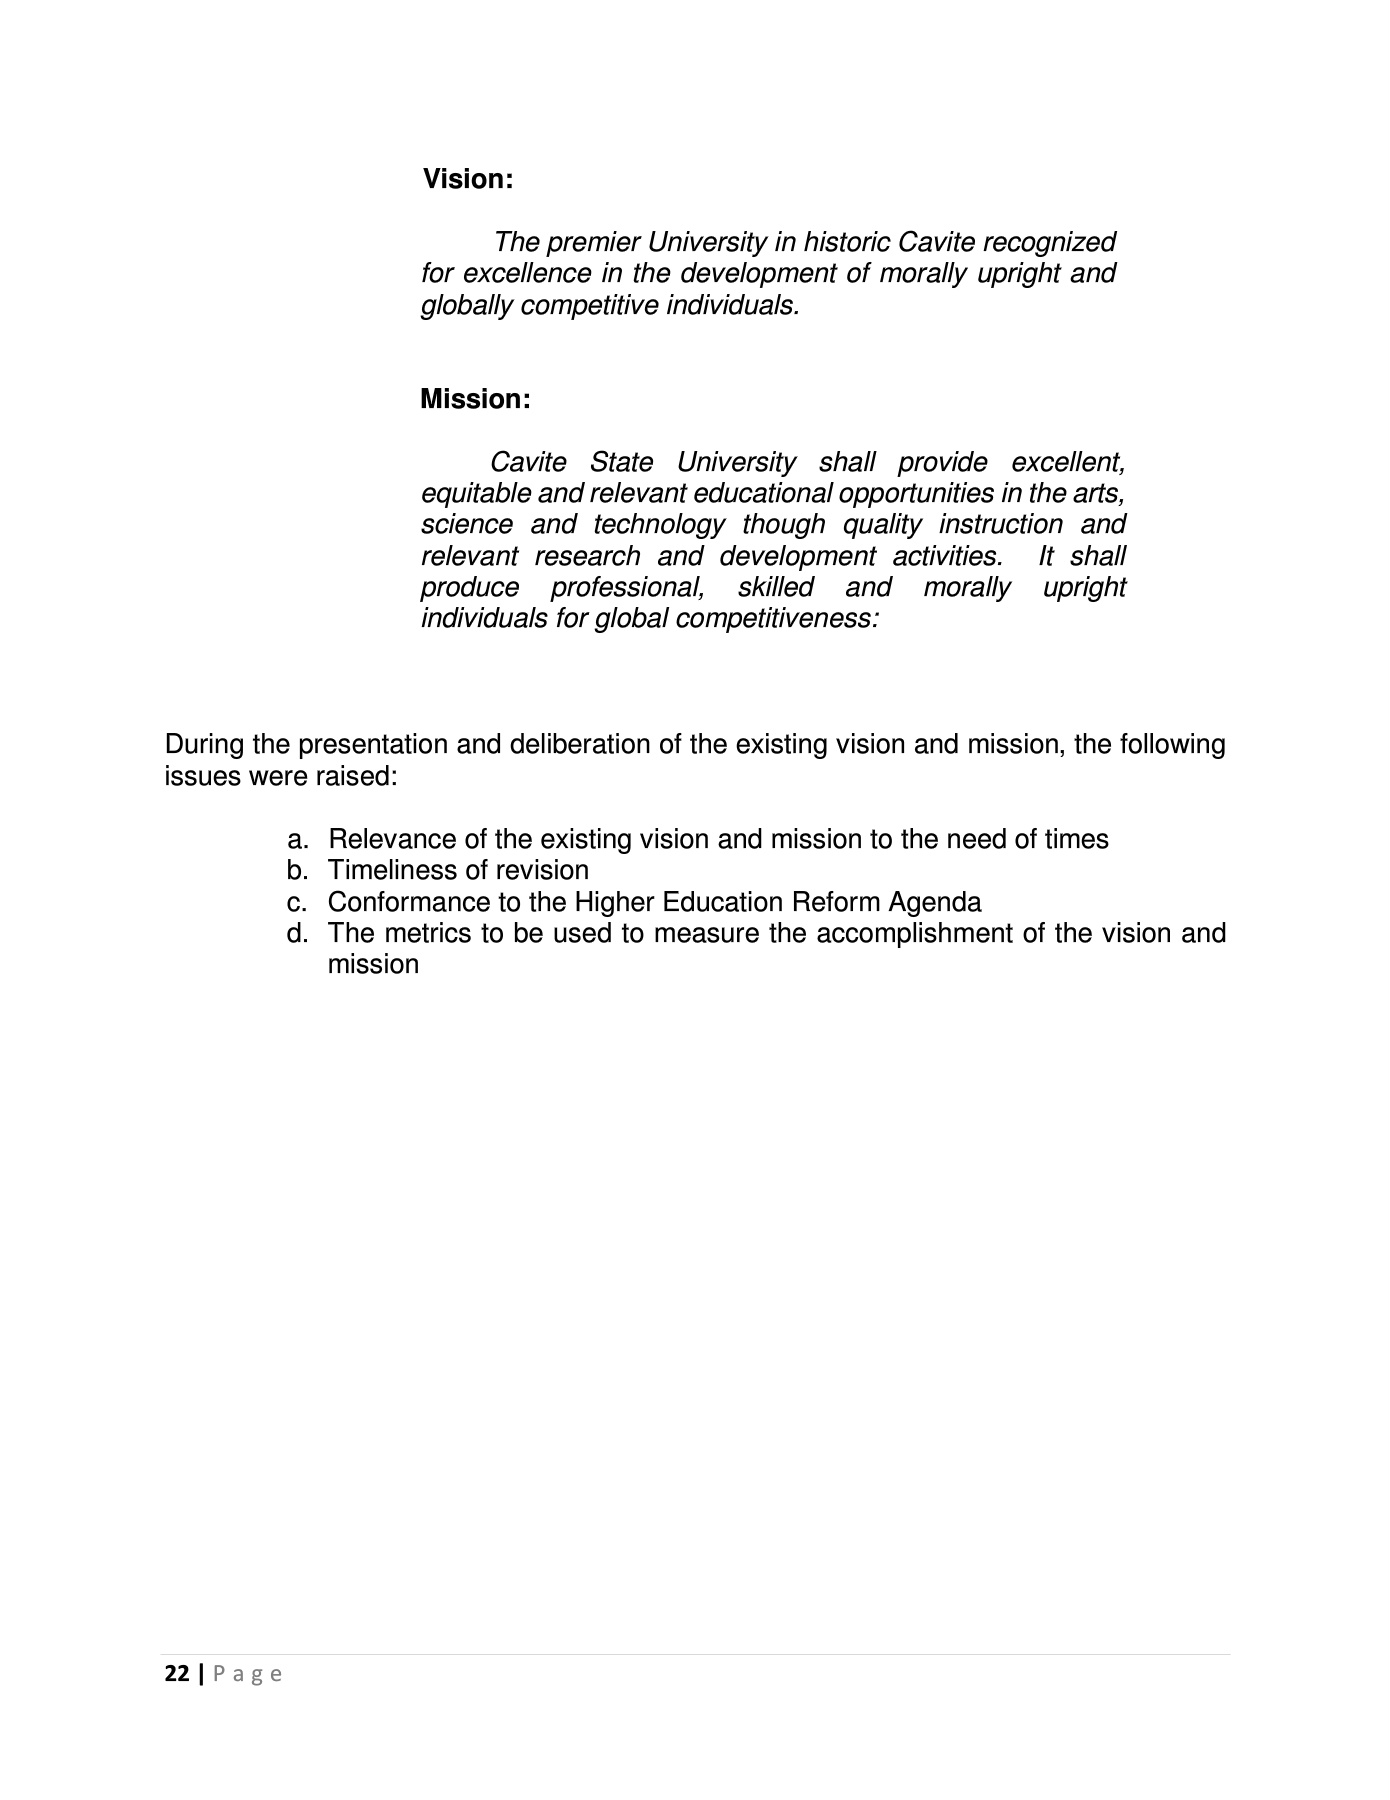 Vision:
The premier University in historic Cavite recognized
for excellence in the development of morally upright and
globally competitive individuals.
Mission:
Cavite State University shall provide excellent,
equitable and relevant educational opportunities in the arts,
science and technology though quality instruction and
relevant research and development activities. It shall
produce professional, skilled and morally upright
individuals for global competitiveness:
During the presentation and deliberation of the existing vision and mission, the following
issues were raised:
a. Relevance of the existing vision and mission to the need of times
b. Timeliness of revision
c. Conformance to the Higher Education Reform Agenda
d. The metrics to be used to measure the accomplishment of the vision and
mission
22 | P a g e